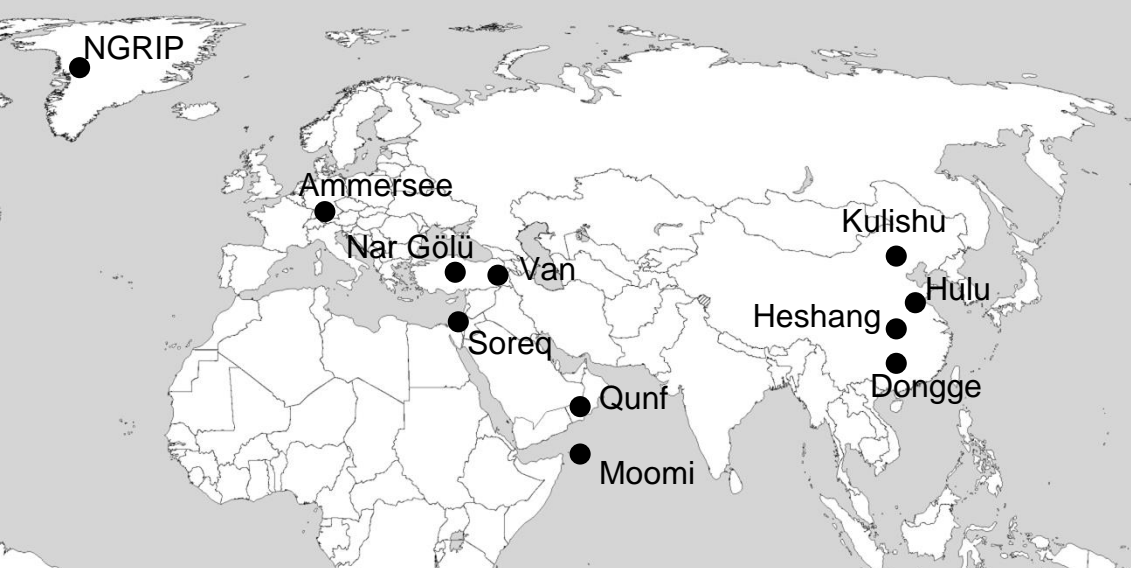 NGRIP
Ammersee
Kulishu
Nar Gölü
Van
Hulu
Heshang
Soreq
Dongge
Qunf
Moomi